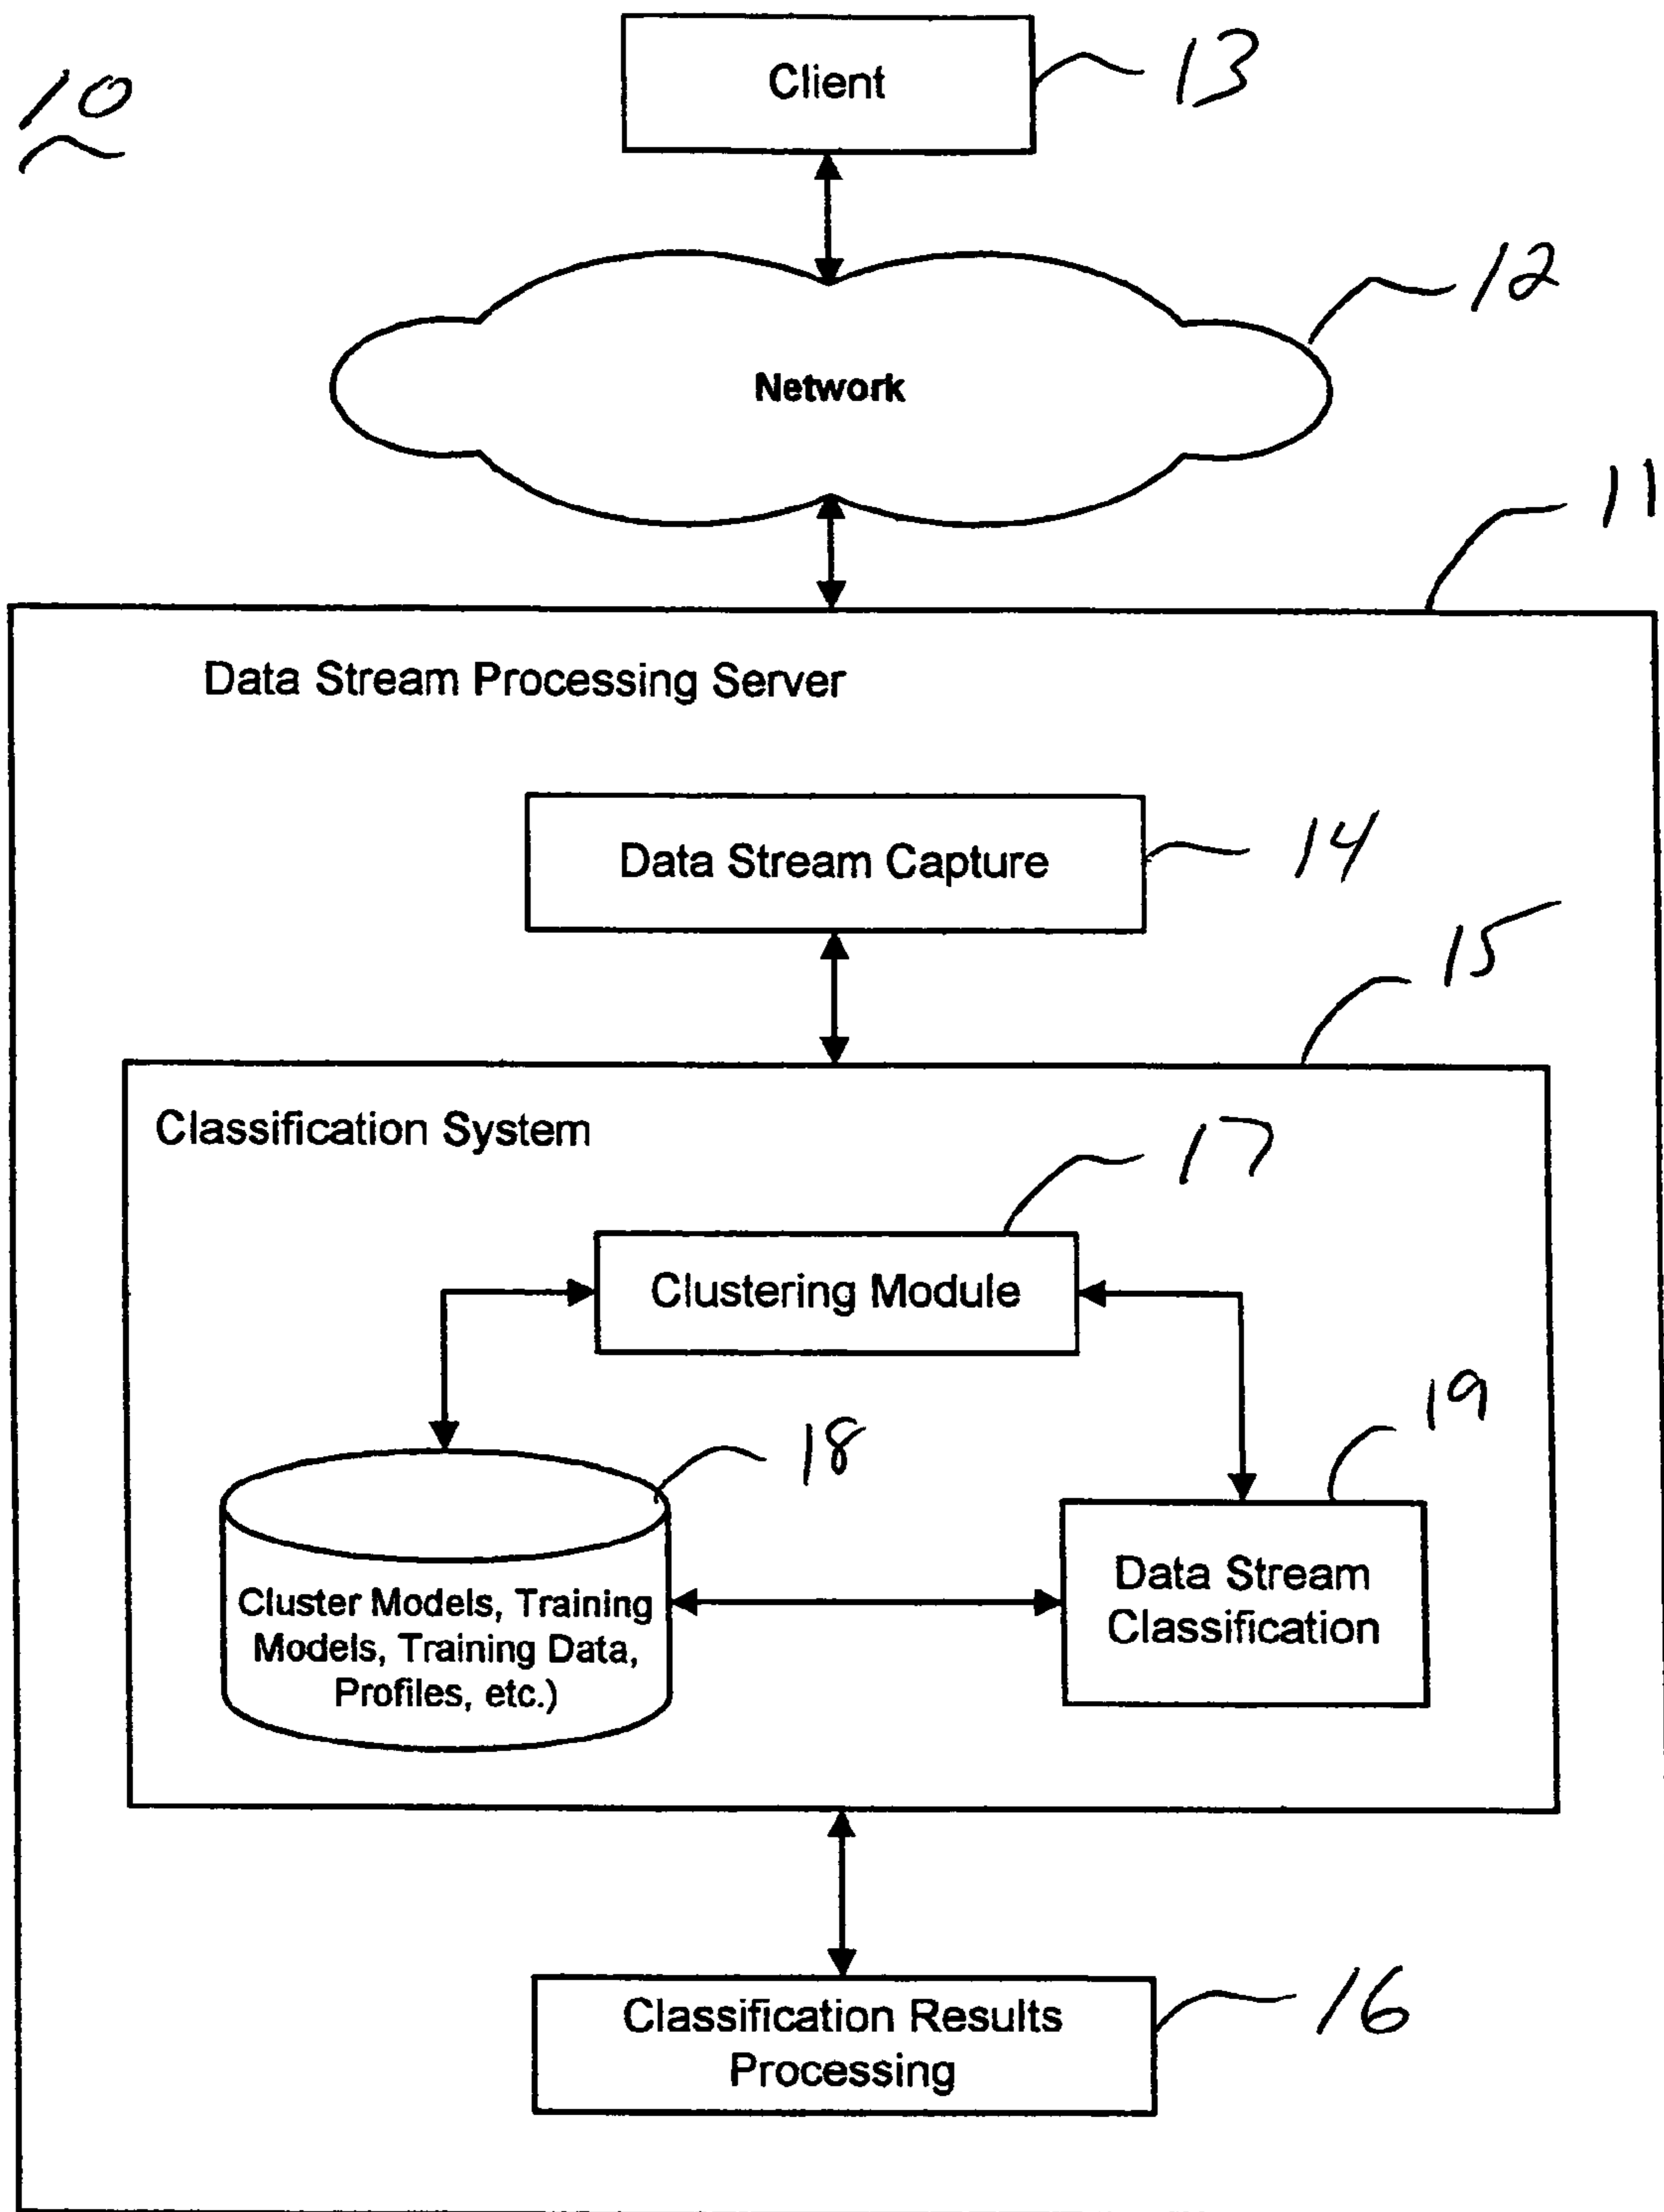 10
Client
13
12
Network
11
Data Stream Processing Server
Data Stream Capture
14
15
Classification System
17
Clustering Module
19
18
Cluster Models, Training
Models, Training Data,
Profiles, etc.)
Data Stream
Classification
Classification Results
Processing
16